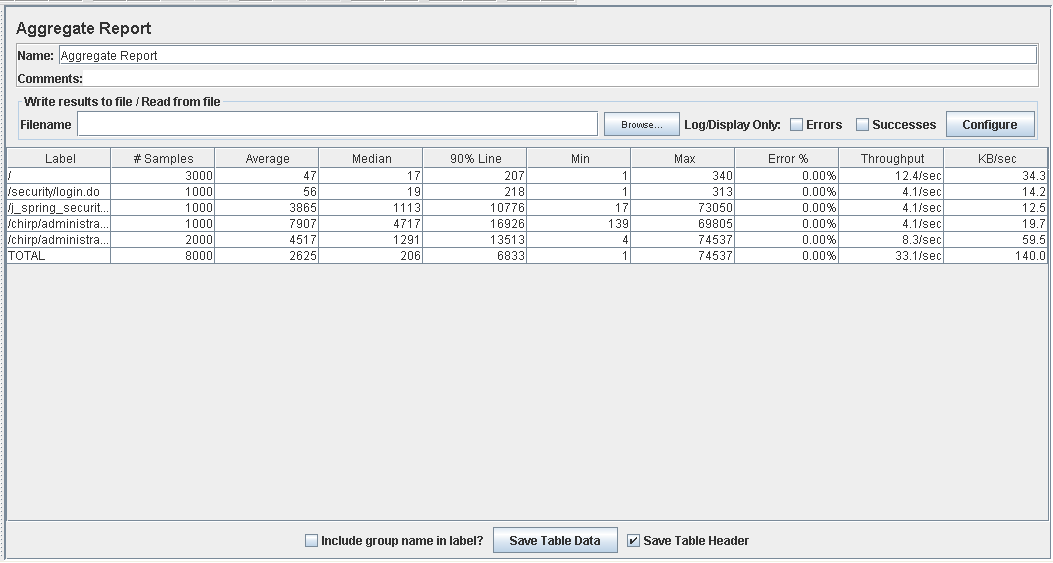 Aggregate Report
Name: Aggregate Report
Comments:
Write results to file / Read from file
Filename Browse... Log/Display Only: Errors Successes Configure
Label # Samples Average Median 90% Line Min Max Error % Throughput KB/sec
/ 3000 47 17 207 1 340 0.00% 12.4/sec 34.3
/security/login.do 1000 56 19 218 1 313 0.00% 4.1/sec 14.2
/j_spring_securit... 1000 3865 1113 10776 17 73050 0.00% 4.1/sec 12.5
/chirp/administra... 1000 7907 4717 16926 139 69805 0.00% 4.1/sec 19.7
/chirp/administra... 2000 4517 1291 13513 4 74537 0.00% 8.3/sec 59.5
TOTAL 8000 2625 206 6833 1 74537 0.00% 33.1/sec 140.0
Include group name in label? Save Table Data Save Table Header